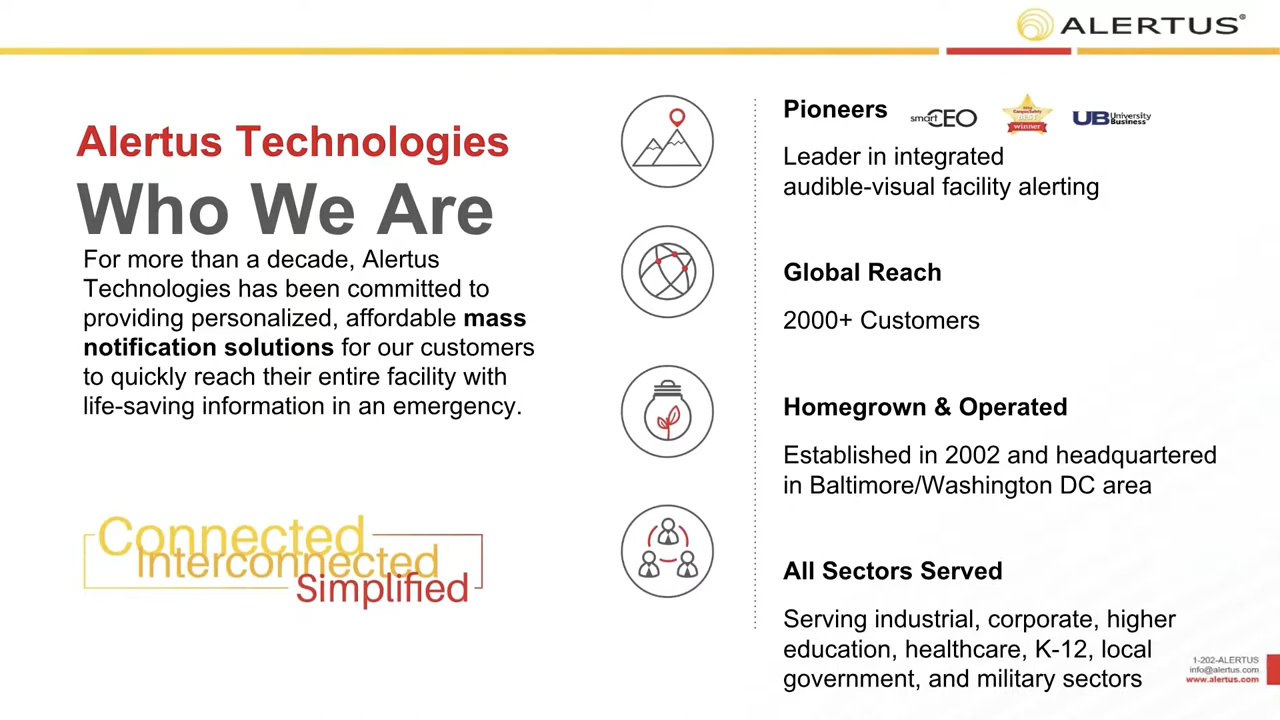 ALERTUS®
Alertus Technologies
Who We Are
For more than a decade, Alertus
Technologies has been committed to
providing personalized, affordable mass
notification solutions for our customers
to quickly reach their entire facility with
life-saving information in an emergency.
Connected
Interconnected
Simplified
Pioneers
smartCEO
BEST
winner
UB University
Business
Leader in integrated
audible-visual facility alerting
Global Reach
2000+ Customers
Homegrown & Operated
Established in 2002 and headquartered
in Baltimore/Washington DC area
All Sectors Served
Serving industrial, corporate, higher
education, healthcare, K-12, local
government, and military sectors
1-202-ALERTUS
info@alertus.com
www.alertus.com